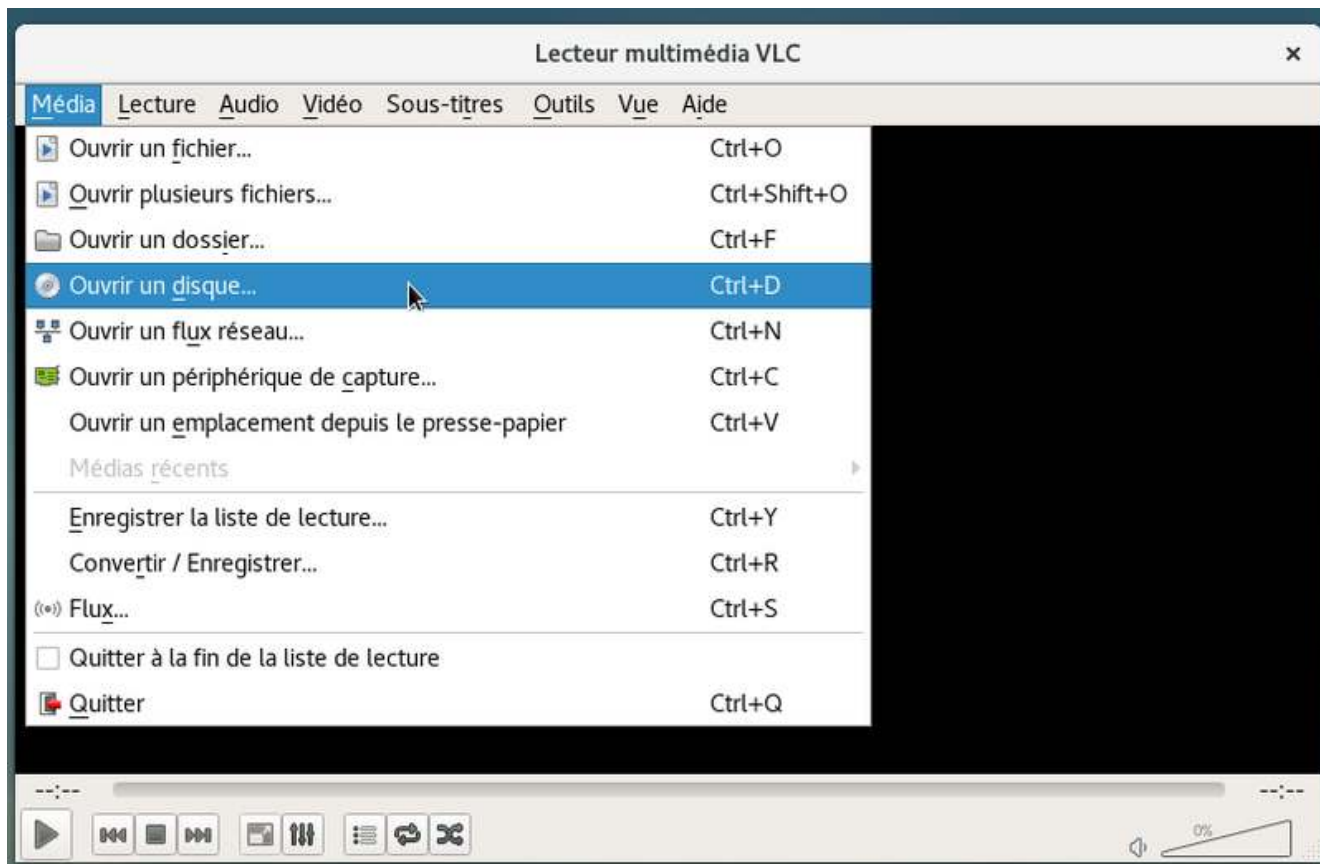 Lecteur multimédia VLC ×
Média Lecture Audio Vidéo Sous-titres Outils Vue Aide
Ouvrir un fichier... Ctrl+O
Ouvrir plusieurs fichiers... Ctrl+Shift+O
Ouvrir un dossier... Ctrl+F
Ouvrir un disque... Ctrl+D
Ouvrir un flux réseau... Ctrl+N
Ouvrir un périphérique de capture... Ctrl+C
Ouvrir un emplacement depuis le presse-papier Ctrl+V
Médias récents
Enregistrer la liste de lecture... Ctrl+Y
Convertir / Enregistrer... Ctrl+R
Flux... Ctrl+S
Quitter à la fin de la liste de lecture
Quitter Ctrl+Q
--:-- --:--
0%